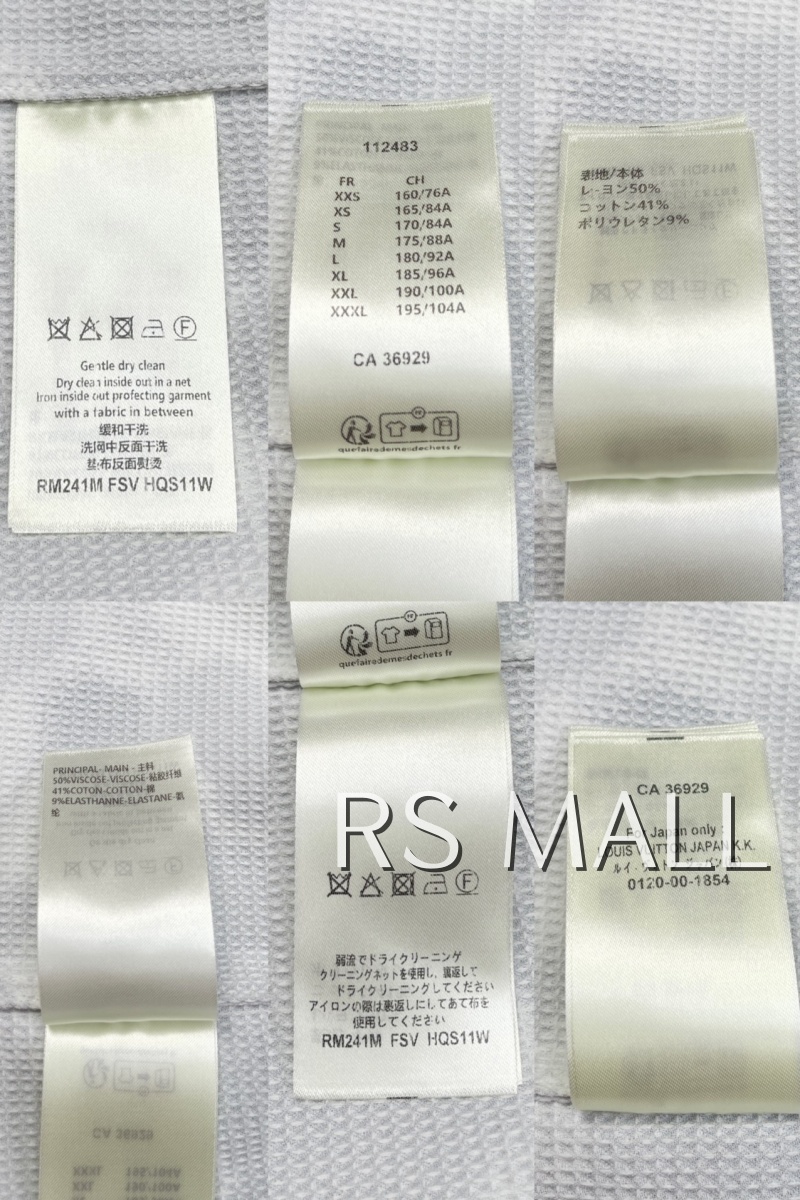 Gentle dry clean
Dry clean inside out in a net
Iron inside out profecting garment
with a fabric in between
缓和干洗
洗网中反面干洗
垫布反面熨烫
RM241M FSV HQS11W
112483
FR CH
XXS 160/76A
XS 165/84A
S 170/84A
M 175/88A
L 180/92A
XL 185/96A
XXL 190/100A
XXXL 195/104A
CA 36929
quefairedemesdechets.fr
表地/本体
レーヨン50%
コットン41%
ポリウレタン9%
PRINCIPAL- MAIN - 主料
50%VISCOSE-VISCOSE-粘胶纤维
41%COTON-COTTON-棉
9%ELASTHANNE-ELASTANE-氨
纶
quefairedemesdechets.fr
弱流でドライクリーニング
クリーニングネットを使用し、裏返して
ドライクリーニングしてください
アイロンの際は裏返しにしてあて布を
使用してください
RM241M FSV HQS11W
CA 36929
For Japan only :
LOUIS VUITTON JAPAN K.K.
0120-00-1854
RS MALL